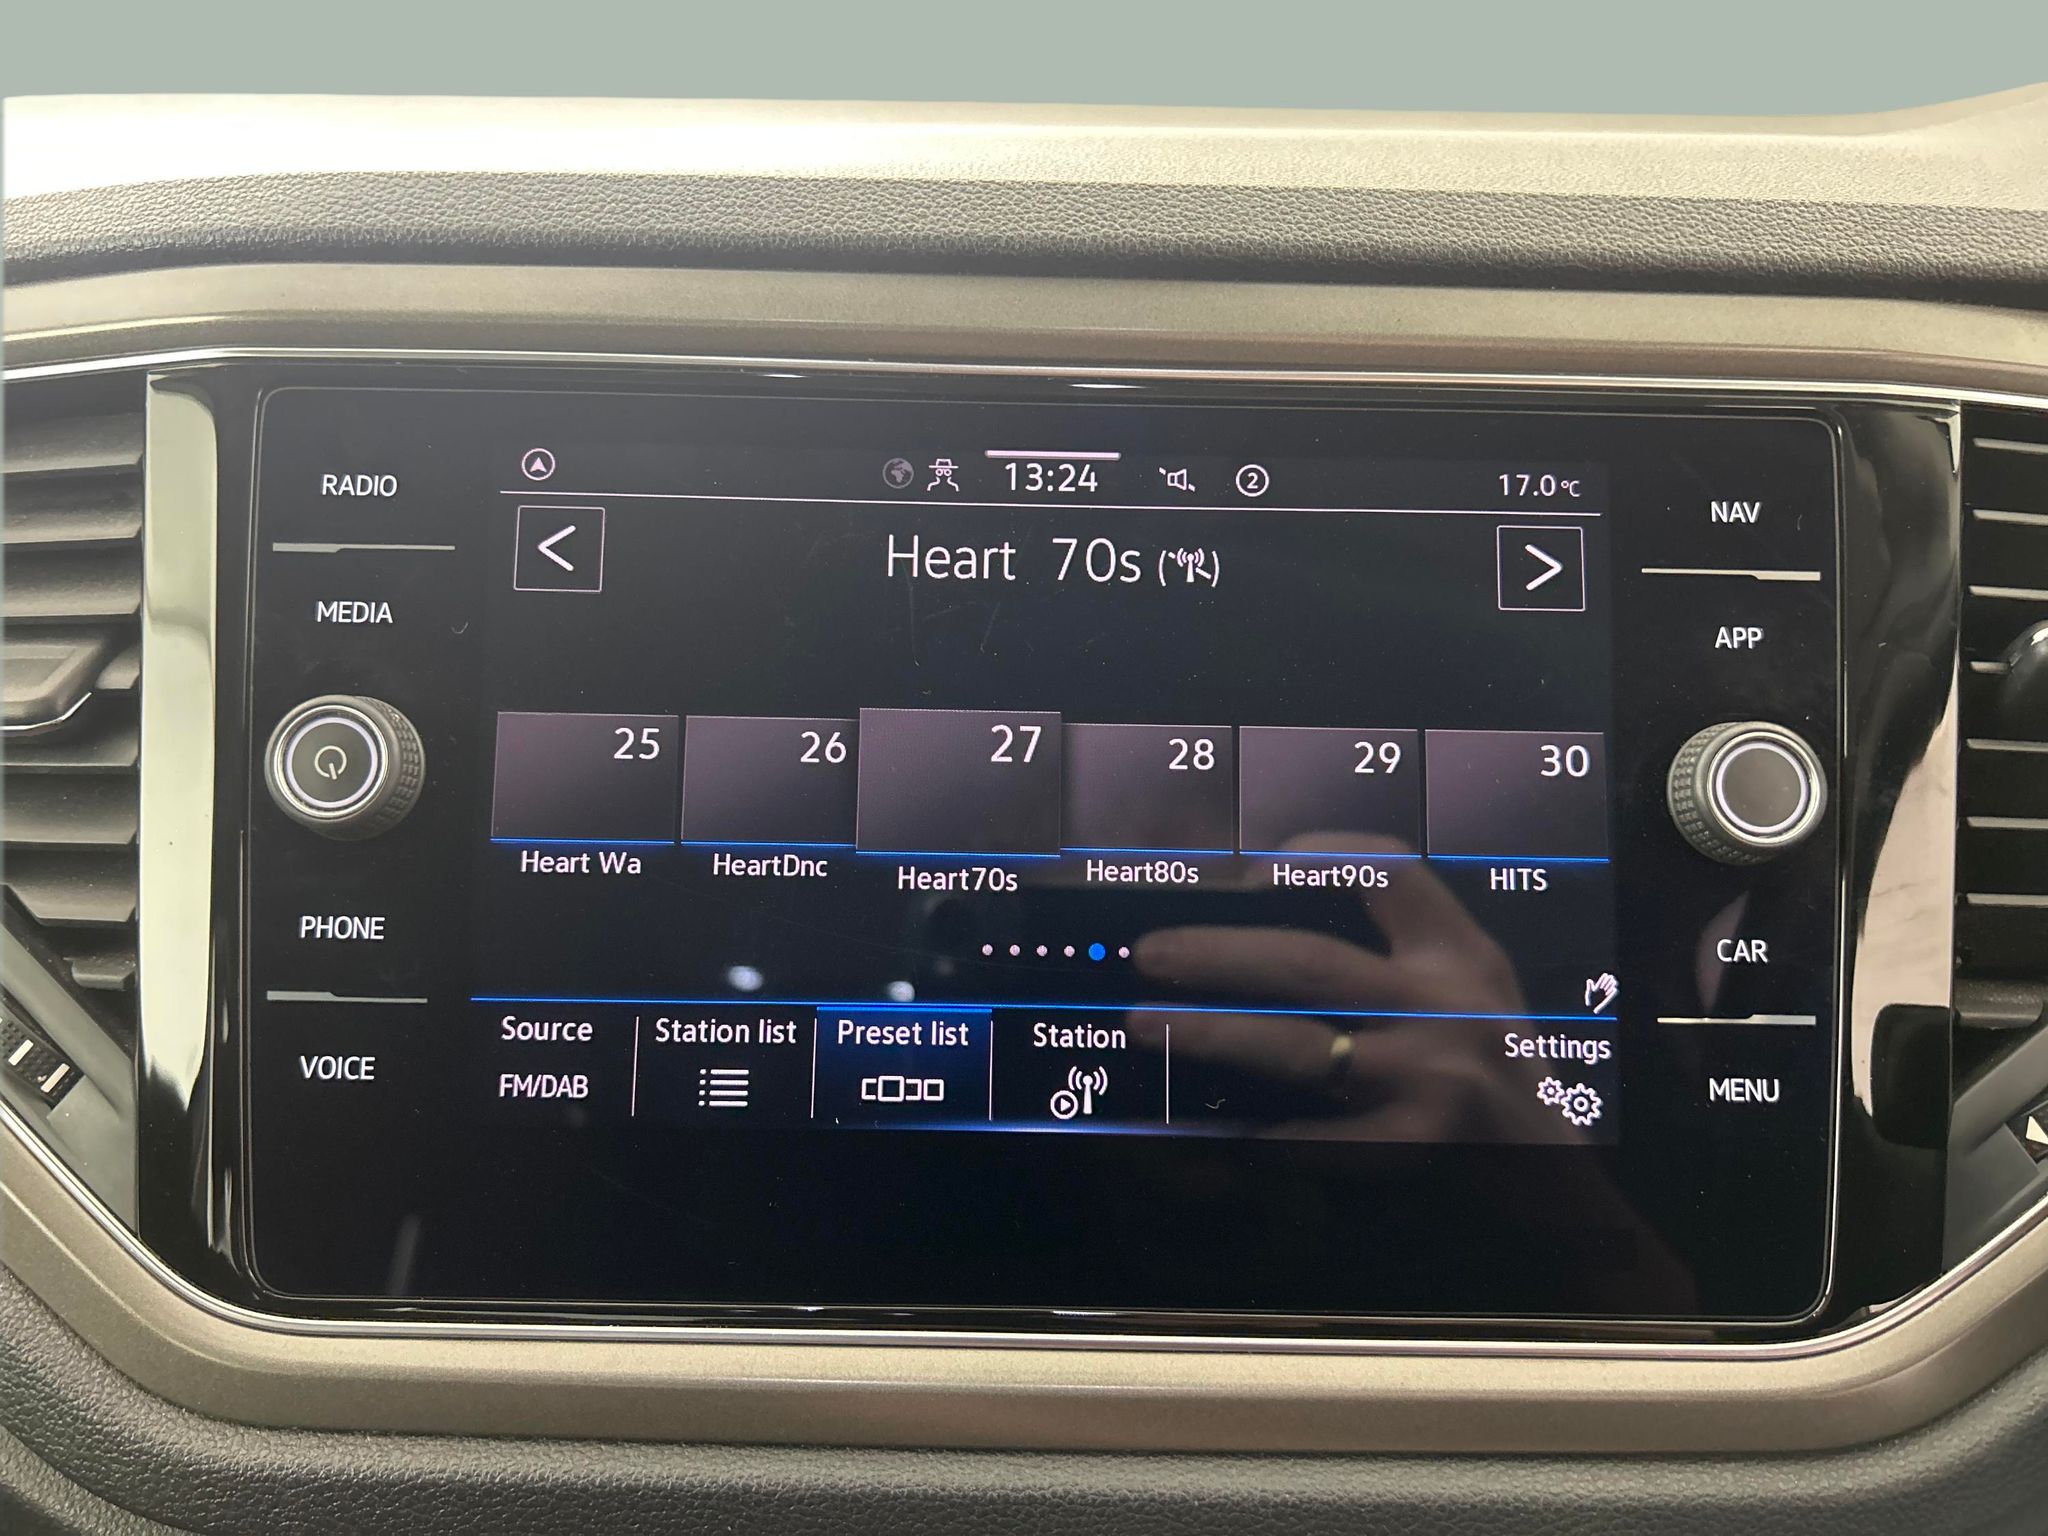 13:24
2
17.0°C
RADIO
NAV
Heart 70s
MEDIA
APP
25 26 27 28 29 30
Heart Wa HeartDnc Heart70s Heart80s Heart90s HITS
PHONE
CAR
Source Station list Preset list Station Settings
FM/DAB
VOICE
MENU